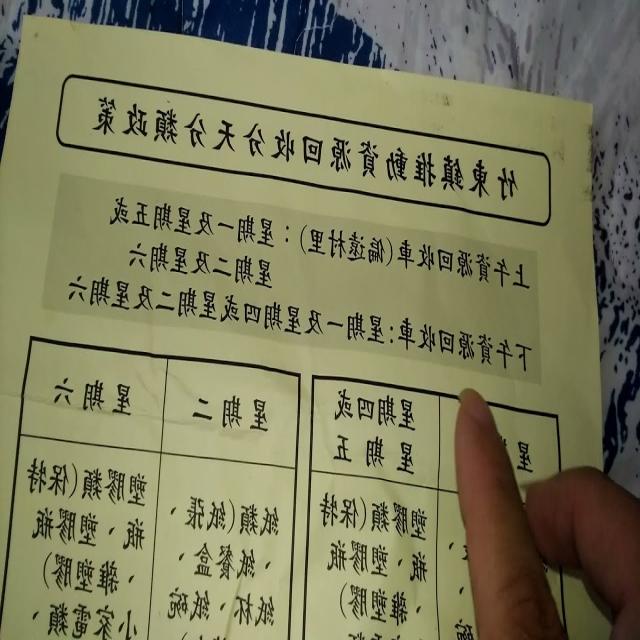 竹東鎮推動資源回收分天分類政策
上午資源回收車(偏遠村里)：星期一及星期五或
星期二及星期六
下午資源回收車:星期一及星期四或星期二及星期六
星
星期四或
星期五
星期二
星期六
塑膠類(保特
瓶、塑膠瓶
、雜塑膠)
碗
紙類(紙張、
、紙餐盒、
紙杯、紙碗
塑膠類(保特
瓶、塑膠瓶
、雜塑膠)
小家電類、